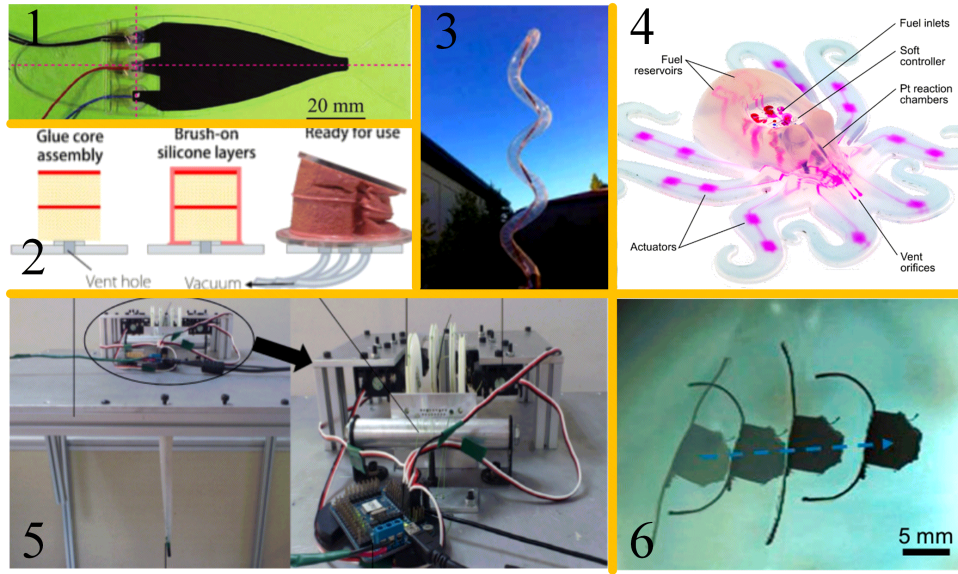 1
20 mm
2
Glue core
assembly
Brush-on
silicone layers
Ready for use
Vent hole
Vacuum
3
4
Fuel inlets
Soft
controller
Pt reaction
chambers
Fuel
reservoirs
Actuators
Vent
orifices
5
6
5 mm